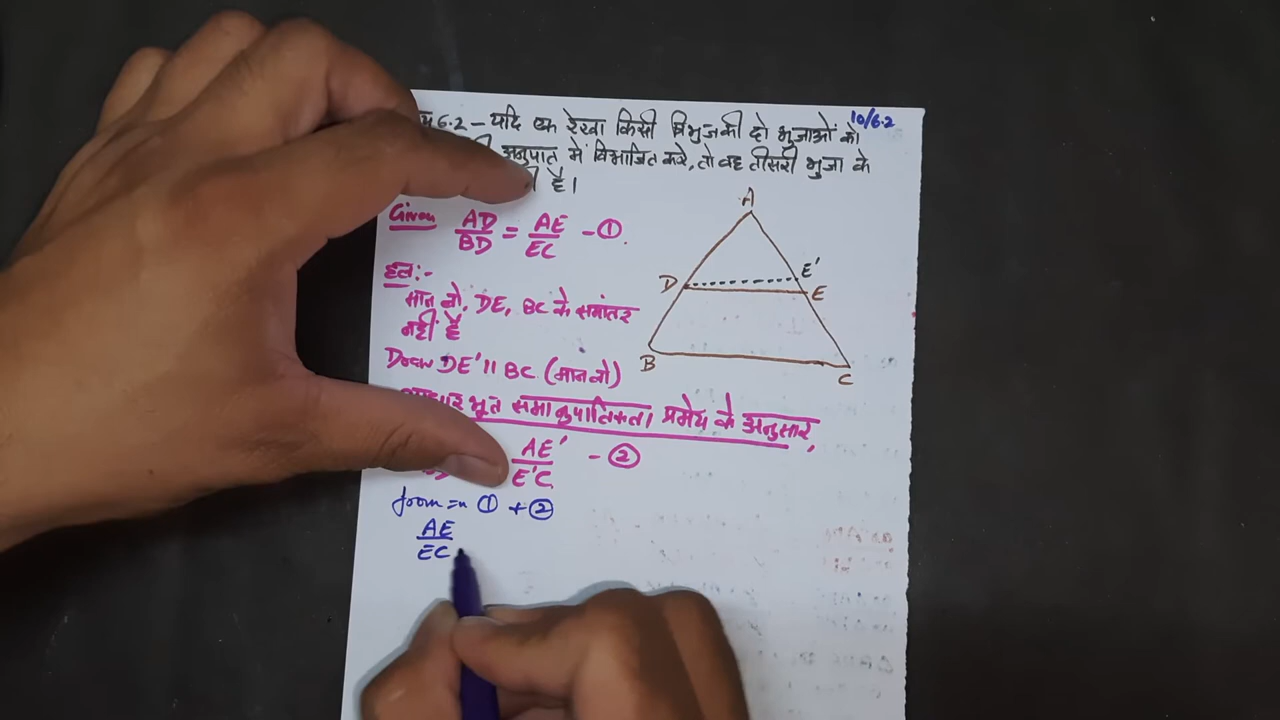 6.2 - यदि एक रेखा किसी त्रिभुज की दो भुजाओं को
10/6.2
अनुपात में विभाजित करे, तो वह तीसरी भुजा के
है।
Given AD/BD = AE/EC - ①.
हल:-
मान लो, DE, BC के समांतर
नहीं है
Draw DE' || BC (मान लो)
भूत समानुपातिकता प्रमेय के अनुसार,
AE'/E'C - ②
from =n ① + ②
AE/EC
A
D
E'
E
B
C